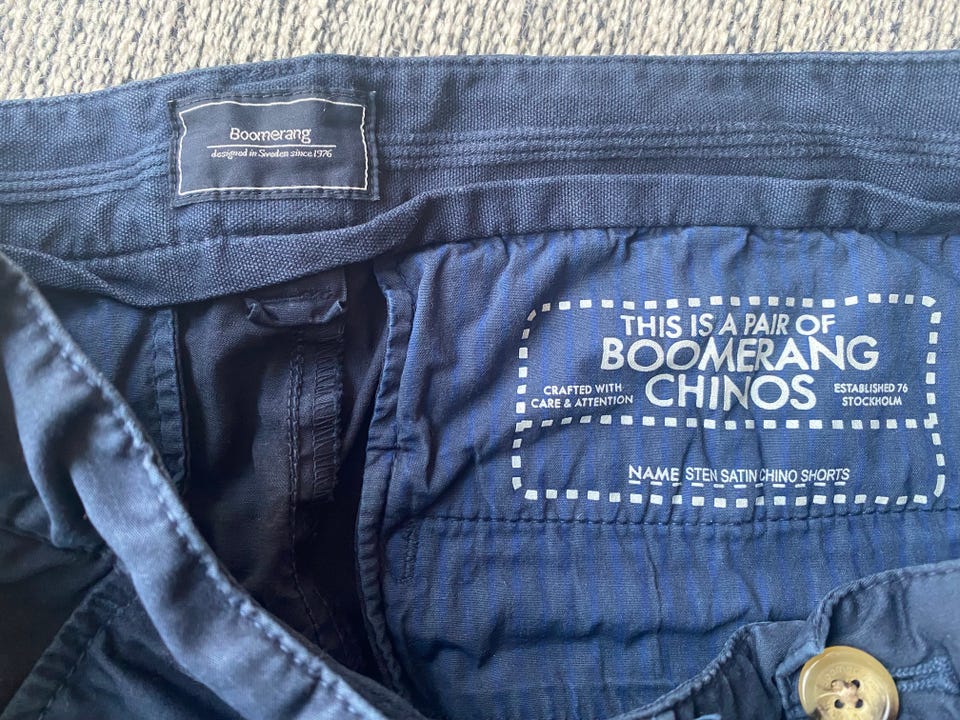 Boomerang
designed in Sweden since 1976
THIS IS A PAIR OF
BOOMERANG
CHINOS
CRAFTED WITH
CARE & ATTENTION
ESTABLISHED 76
STOCKHOLM
NAME STEN SATIN CHINO SHORTS